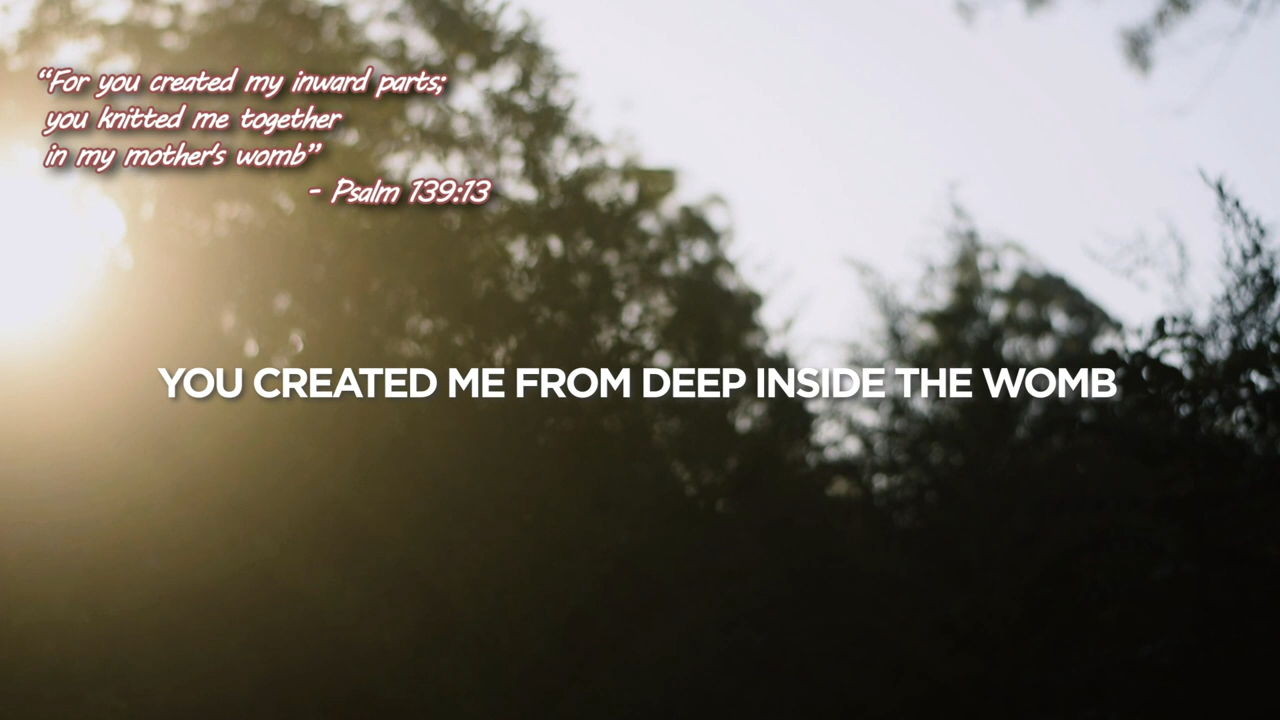 “For you created my inward parts;
you knitted me together
in my mother's womb”
- Psalm 139:13
YOU CREATED ME FROM DEEP INSIDE THE WOMB